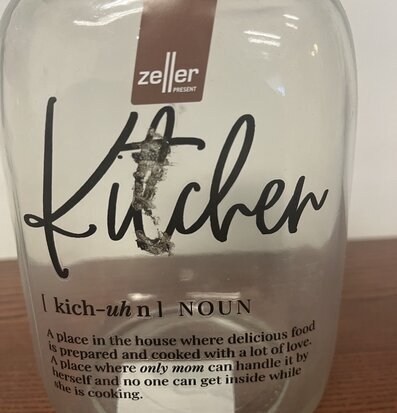 zeller
PRESENT
Kitchen
[ kich-uhn ] NOUN
A place in the house where delicious food
is prepared and cooked with a lot of love.
A place where only mom can handle it by
herself and no one can get inside while
she is cooking.